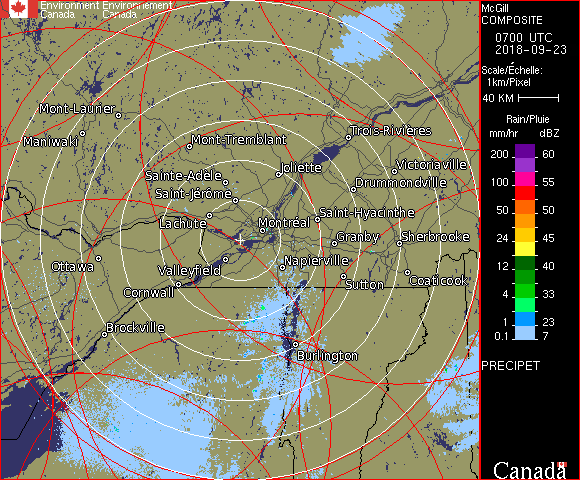 Environment Environnement
Canada Canada
McGill
COMPOSITE
0700 UTC
2018-09-23
Scale/Échelle:
1km/Pixel
40 KM
Rain/Pluie
mm/hr dBZ
200 60
150 55
100 55
50 50
24 45
12 40
4 33
1 23
0.1 7
PRECIPET
Canada
Mont-Laurier
Maniwaki
Mont-Tremblant
Trois-Rivières
Joliette
Victoriaville
Sainte-Adèle
Drummondville
Saint-Jérôme
Lachute
Montréal
Saint-Hyacinthe
Granby
Sherbrooke
Ottawa
Valleyfield
Napierville
Cornwall
Sutton
Coaticook
Brockville
Burlington